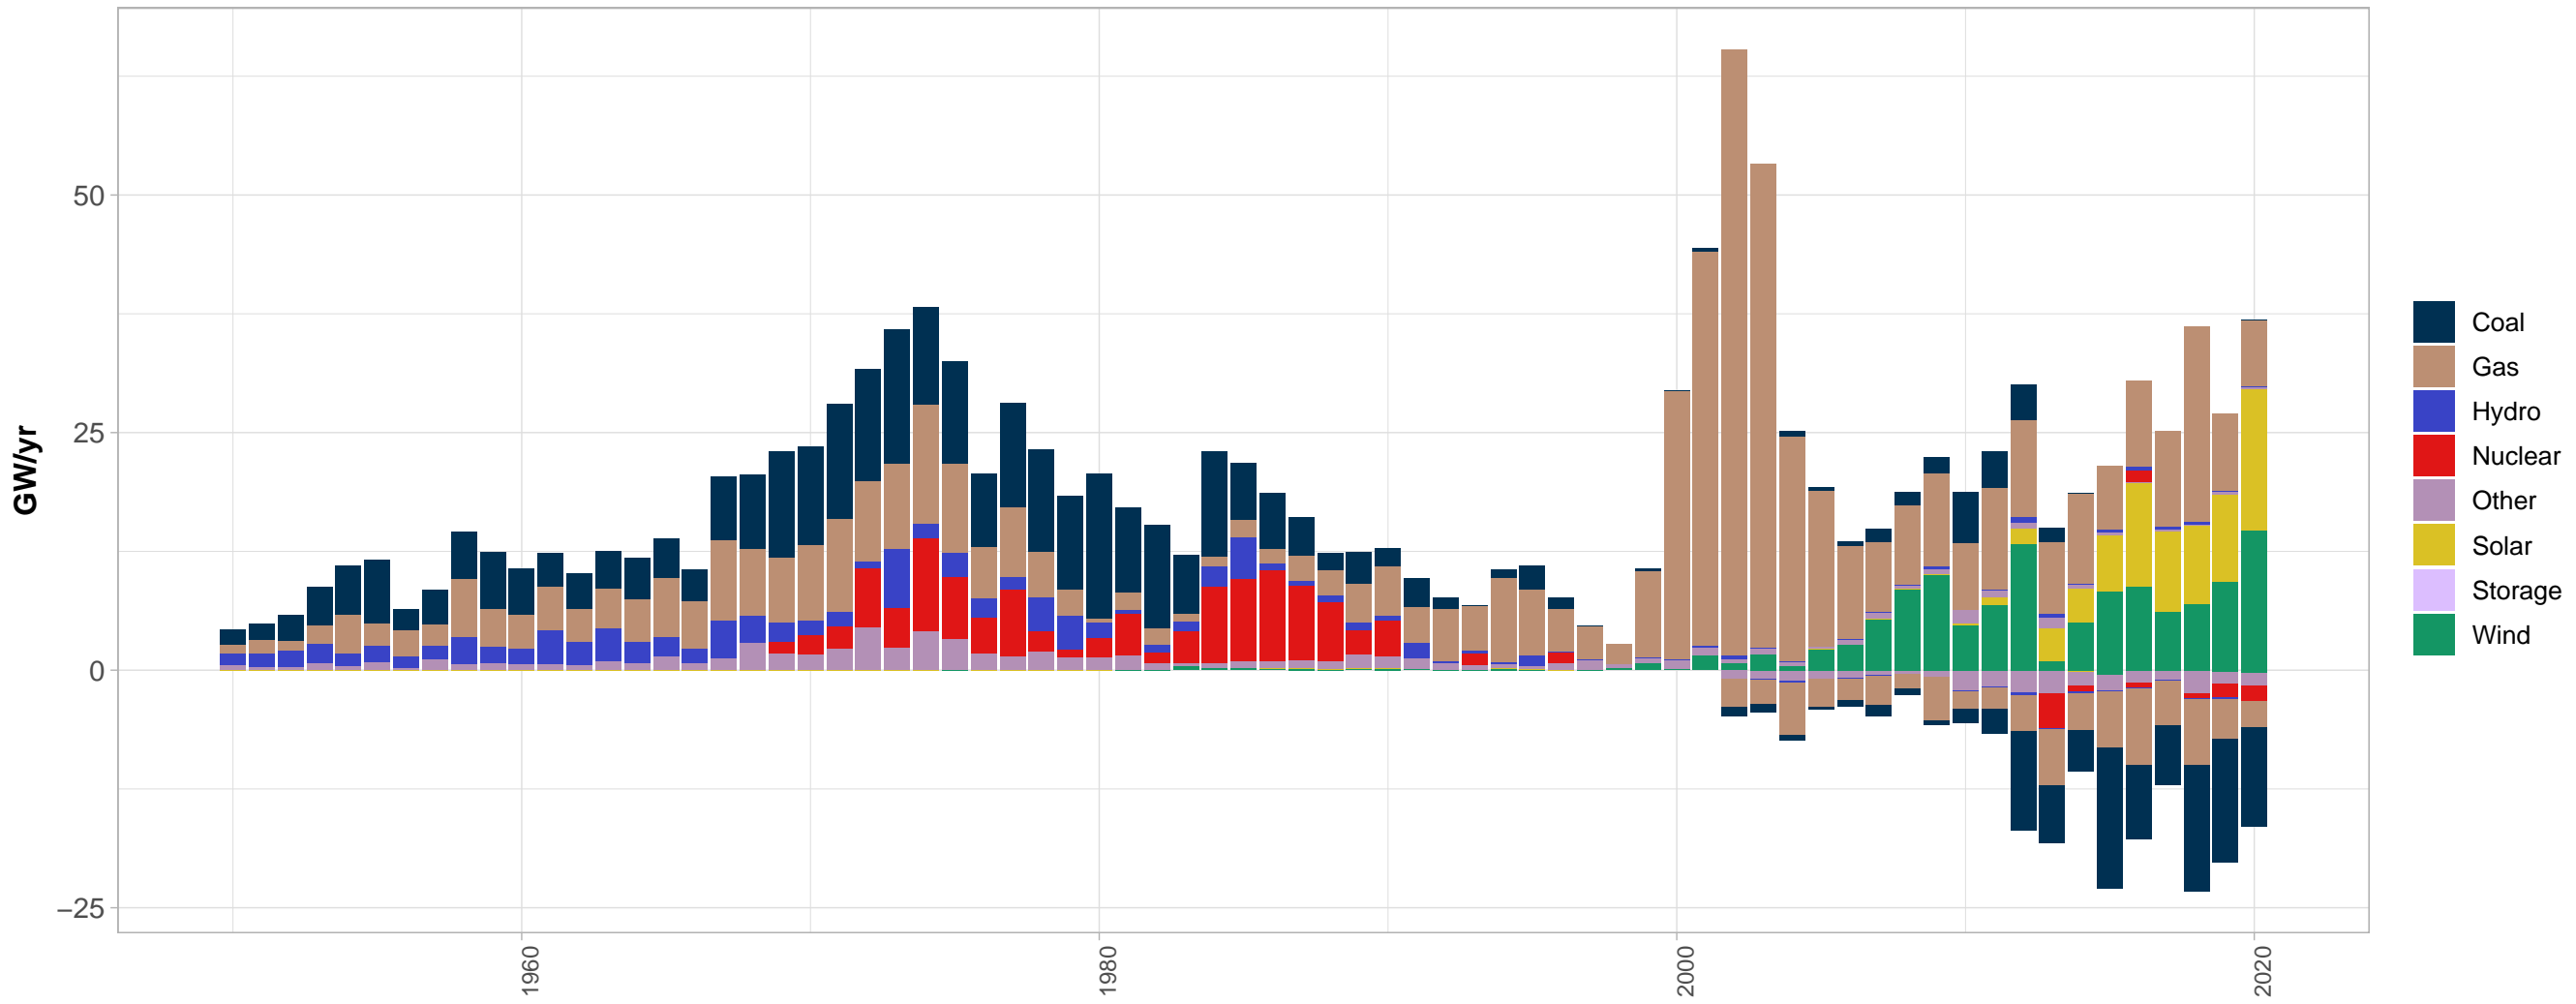 GW/yr
50
25
0
−25
1960
1980
2000
2020
Coal
Gas
Hydro
Nuclear
Other
Solar
Storage
Wind